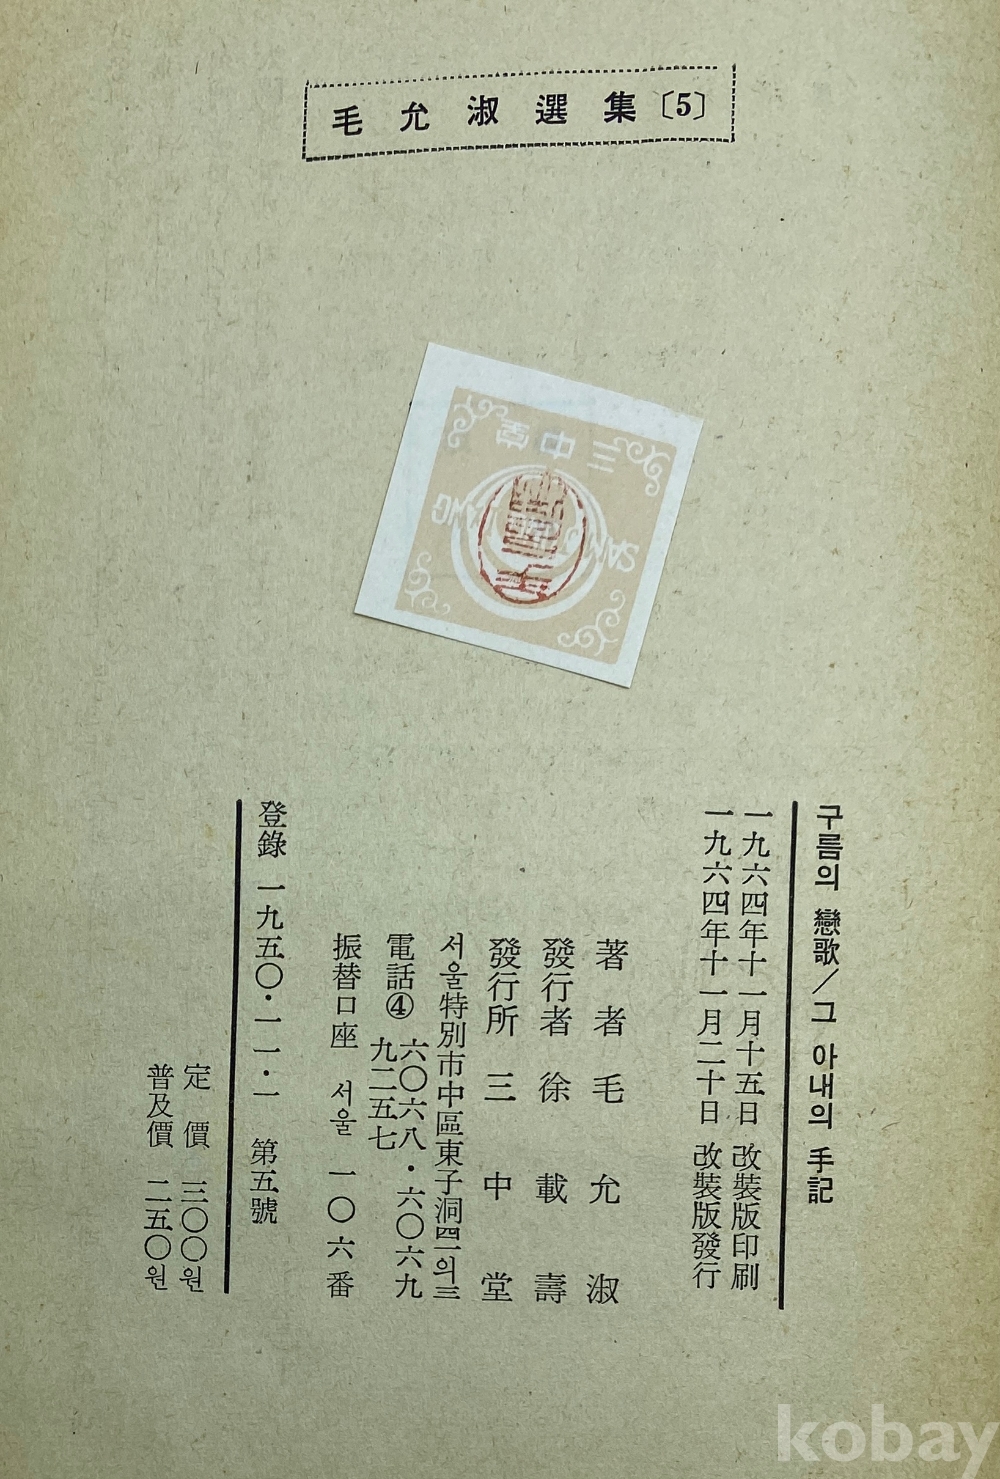 毛允淑選集〔5〕
三中堂
구름의 戀歌／그 아내의 手記
一九六四年十一月十五日 改裝版印刷
一九六四年十一月二十日 改裝版發行
著者 毛允淑
發行者 徐載壽
發行所 三中堂
서울特別市中區東子洞四一의三
電話④ 六〇六八・六〇六九
九二五七
振替口座 서울 一〇六番
登錄 一九五〇・一一・一 第五號
定價 三〇〇원
普及價 二五〇원
kobay